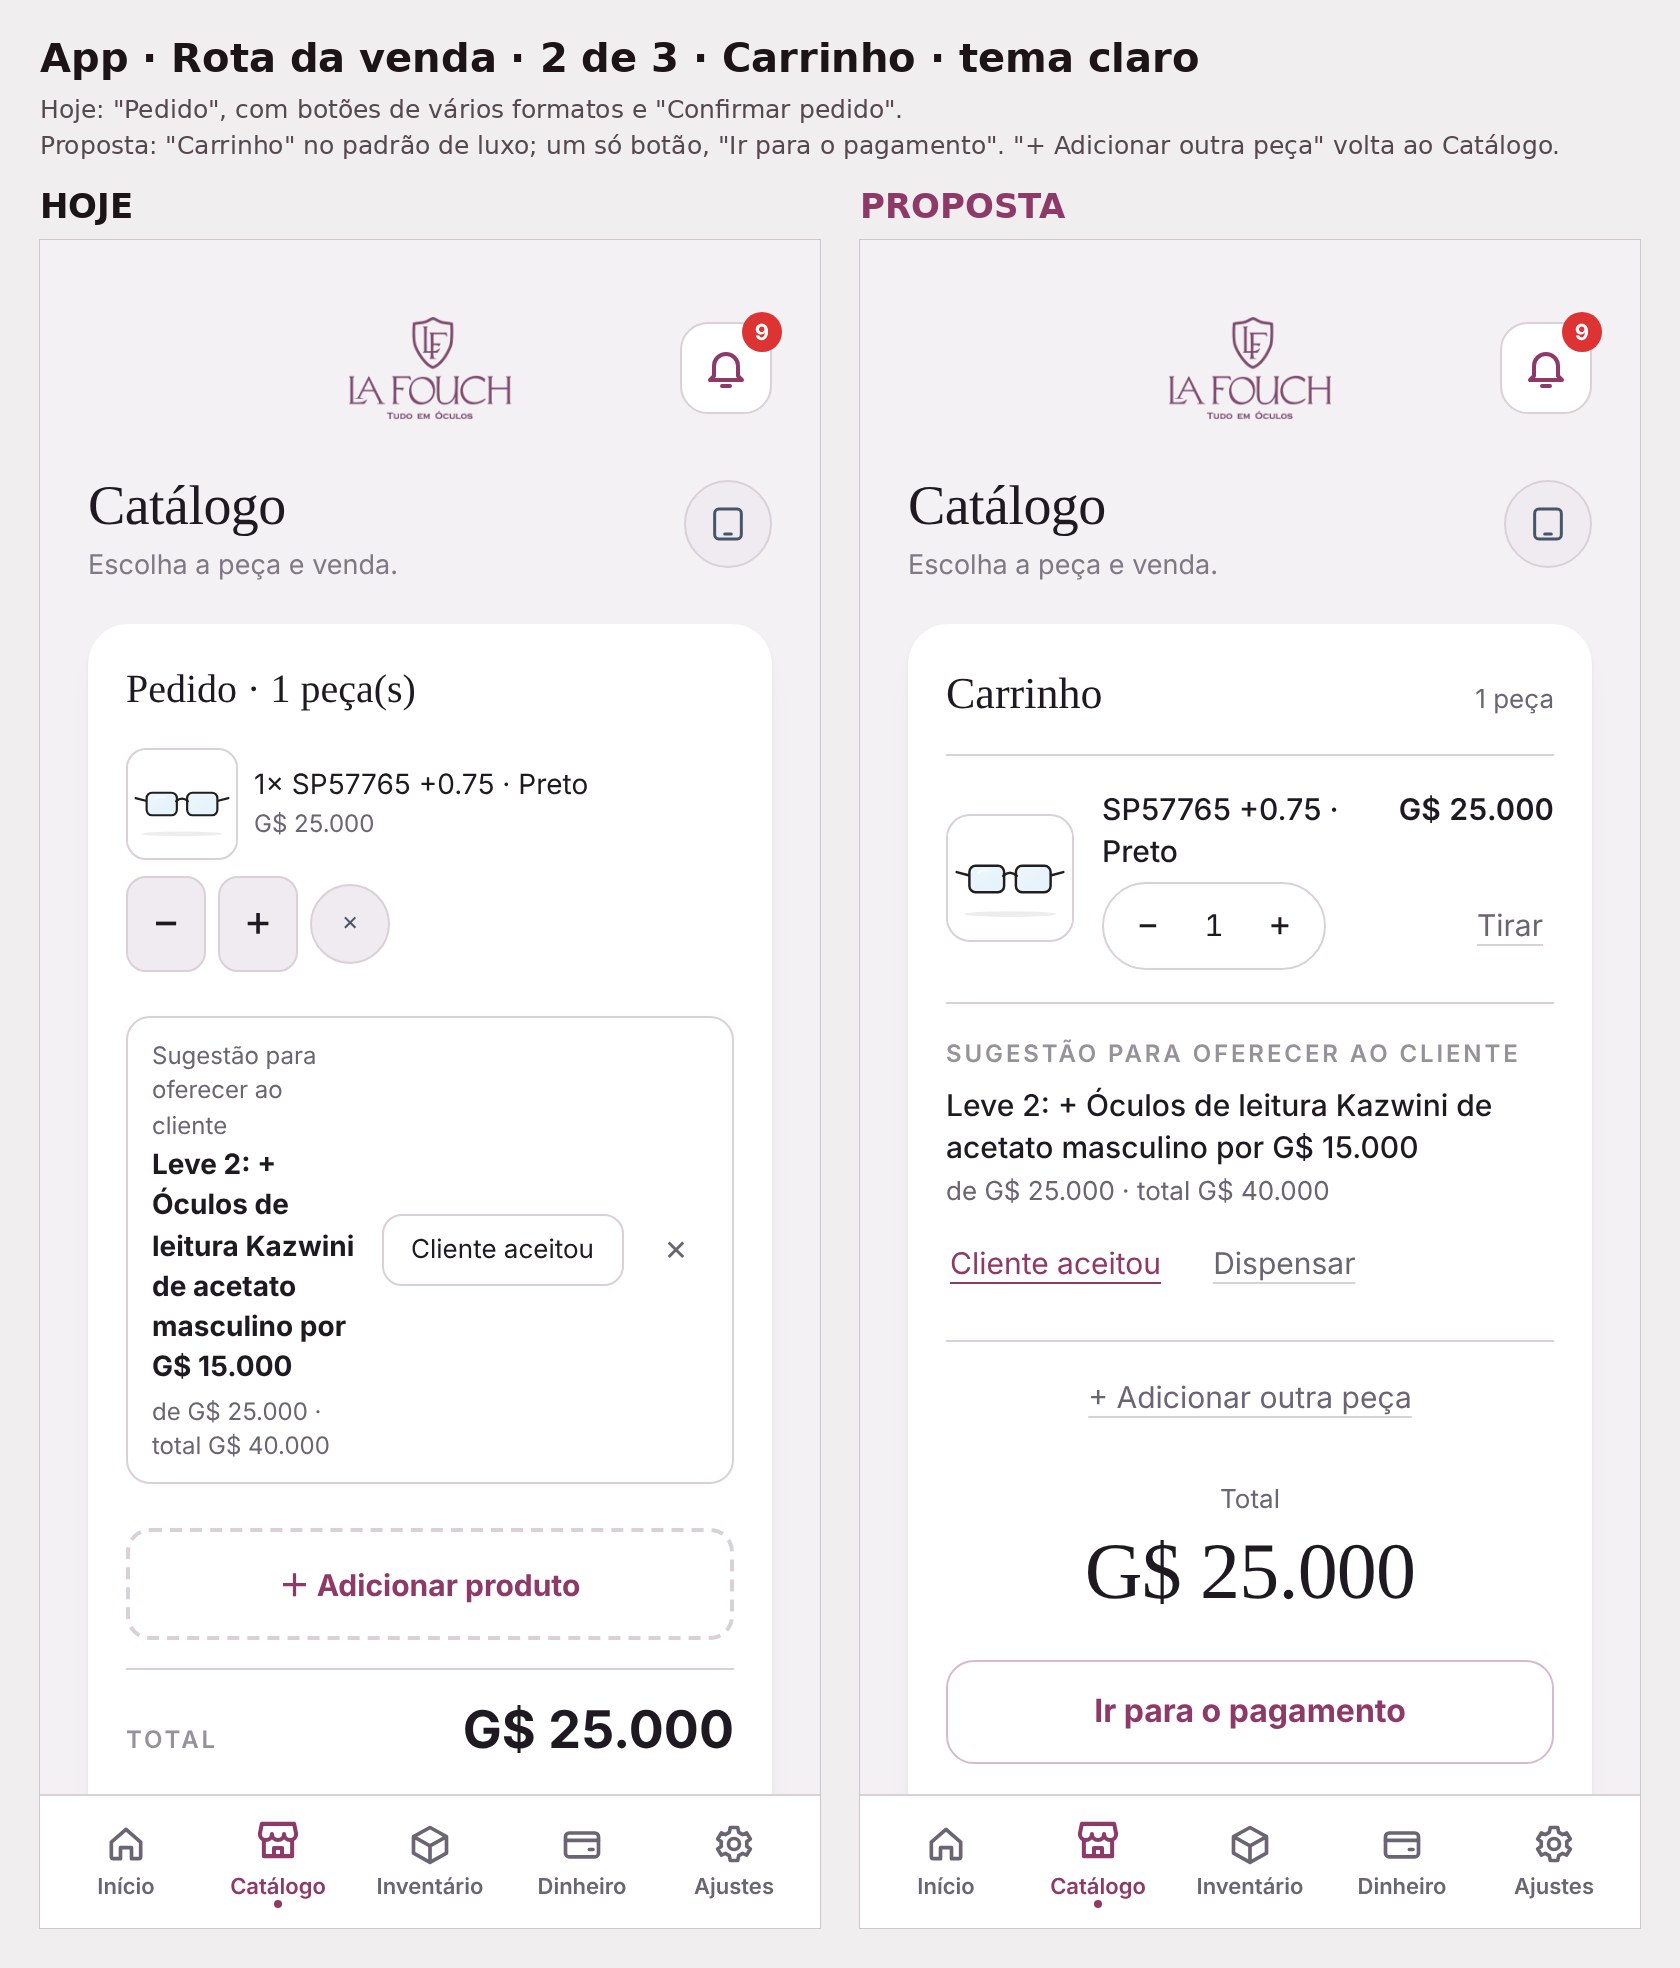 App · Rota da venda · 2 de 3 · Carrinho · tema claro
Hoje: "Pedido", com botões de vários formatos e "Confirmar pedido".
Proposta: "Carrinho" no padrão de luxo; um só botão, "Ir para o pagamento". "+ Adicionar outra peça" volta ao Catálogo.
HOJE
LF
LA FOUCH
TUDO EM ÓCULOS
9
Catálogo
Escolha a peça e venda.
Pedido · 1 peça(s)
1× SP57765 +0.75 · Preto
G$ 25.000
− + ×
Sugestão para
oferecer ao
cliente
Leve 2: +
Óculos de
leitura Kazwini
de acetato
masculino por
G$ 15.000
de G$ 25.000 ·
total G$ 40.000
Cliente aceitou ×
+ Adicionar produto
TOTAL G$ 25.000
Início Catálogo Inventário Dinheiro Ajustes
PROPOSTA
LF
LA FOUCH
TUDO EM ÓCULOS
9
Catálogo
Escolha a peça e venda.
Carrinho 1 peça
SP57765 +0.75 · G$ 25.000
Preto
− 1 + Tirar
SUGESTÃO PARA OFERECER AO CLIENTE
Leve 2: + Óculos de leitura Kazwini de
acetato masculino por G$ 15.000
de G$ 25.000 · total G$ 40.000
Cliente aceitou Dispensar
+ Adicionar outra peça
Total
G$ 25.000
Ir para o pagamento
Início Catálogo Inventário Dinheiro Ajustes